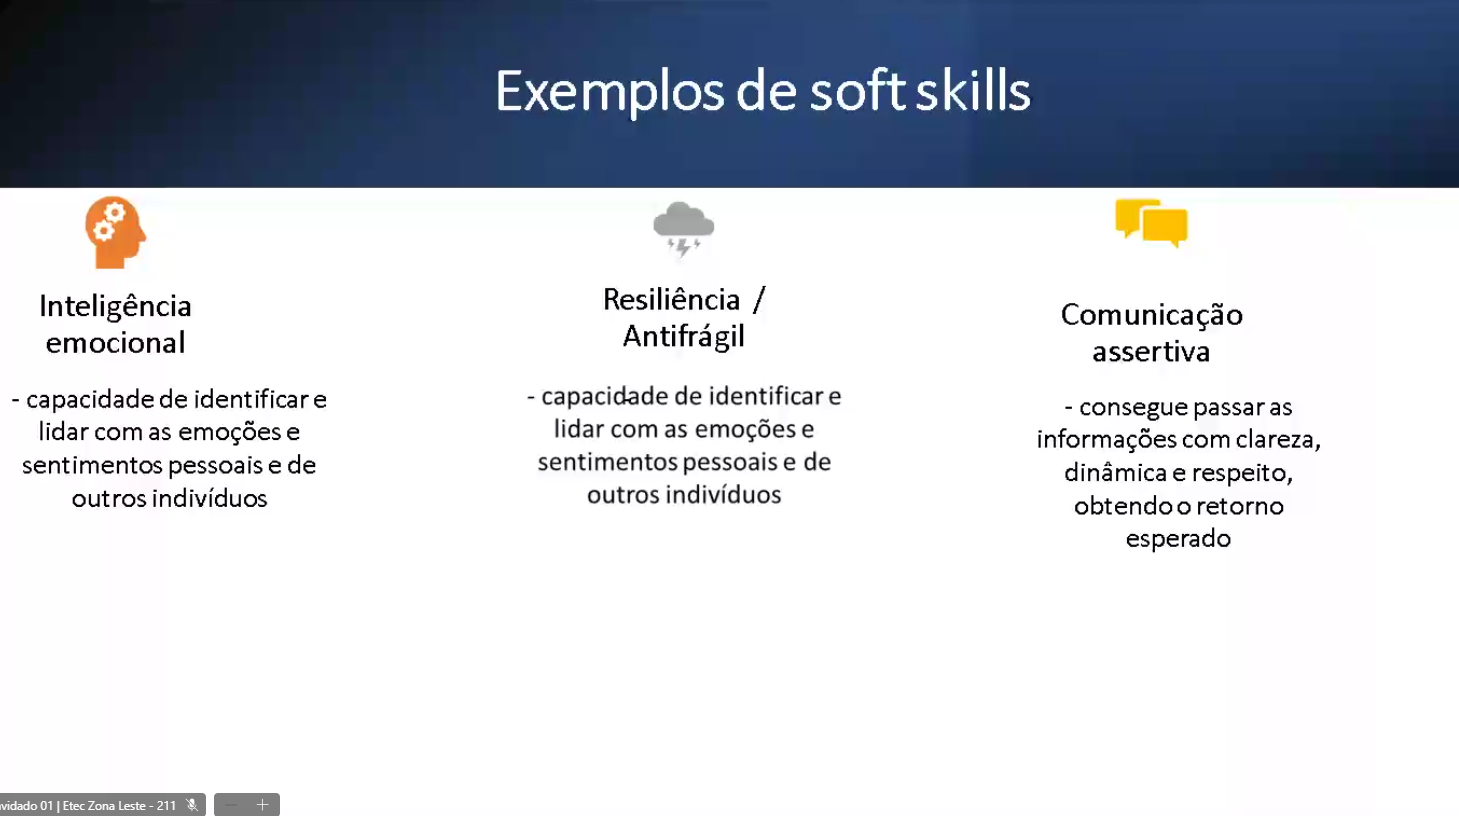 Exemplos de soft skills
Inteligência
emocional
- capacidade de identificar e
lidar com as emoções e
sentimentos pessoais e de
outros indivíduos
Resiliência /
Antifrágil
- capacidade de identificar e
lidar com as emoções e
sentimentos pessoais e de
outros indivíduos
Comunicação
assertiva
- consegue passar as
informações com clareza,
dinâmica e respeito,
obtendo o retorno
esperado
vidado 01 | Etec Zona Leste - 211